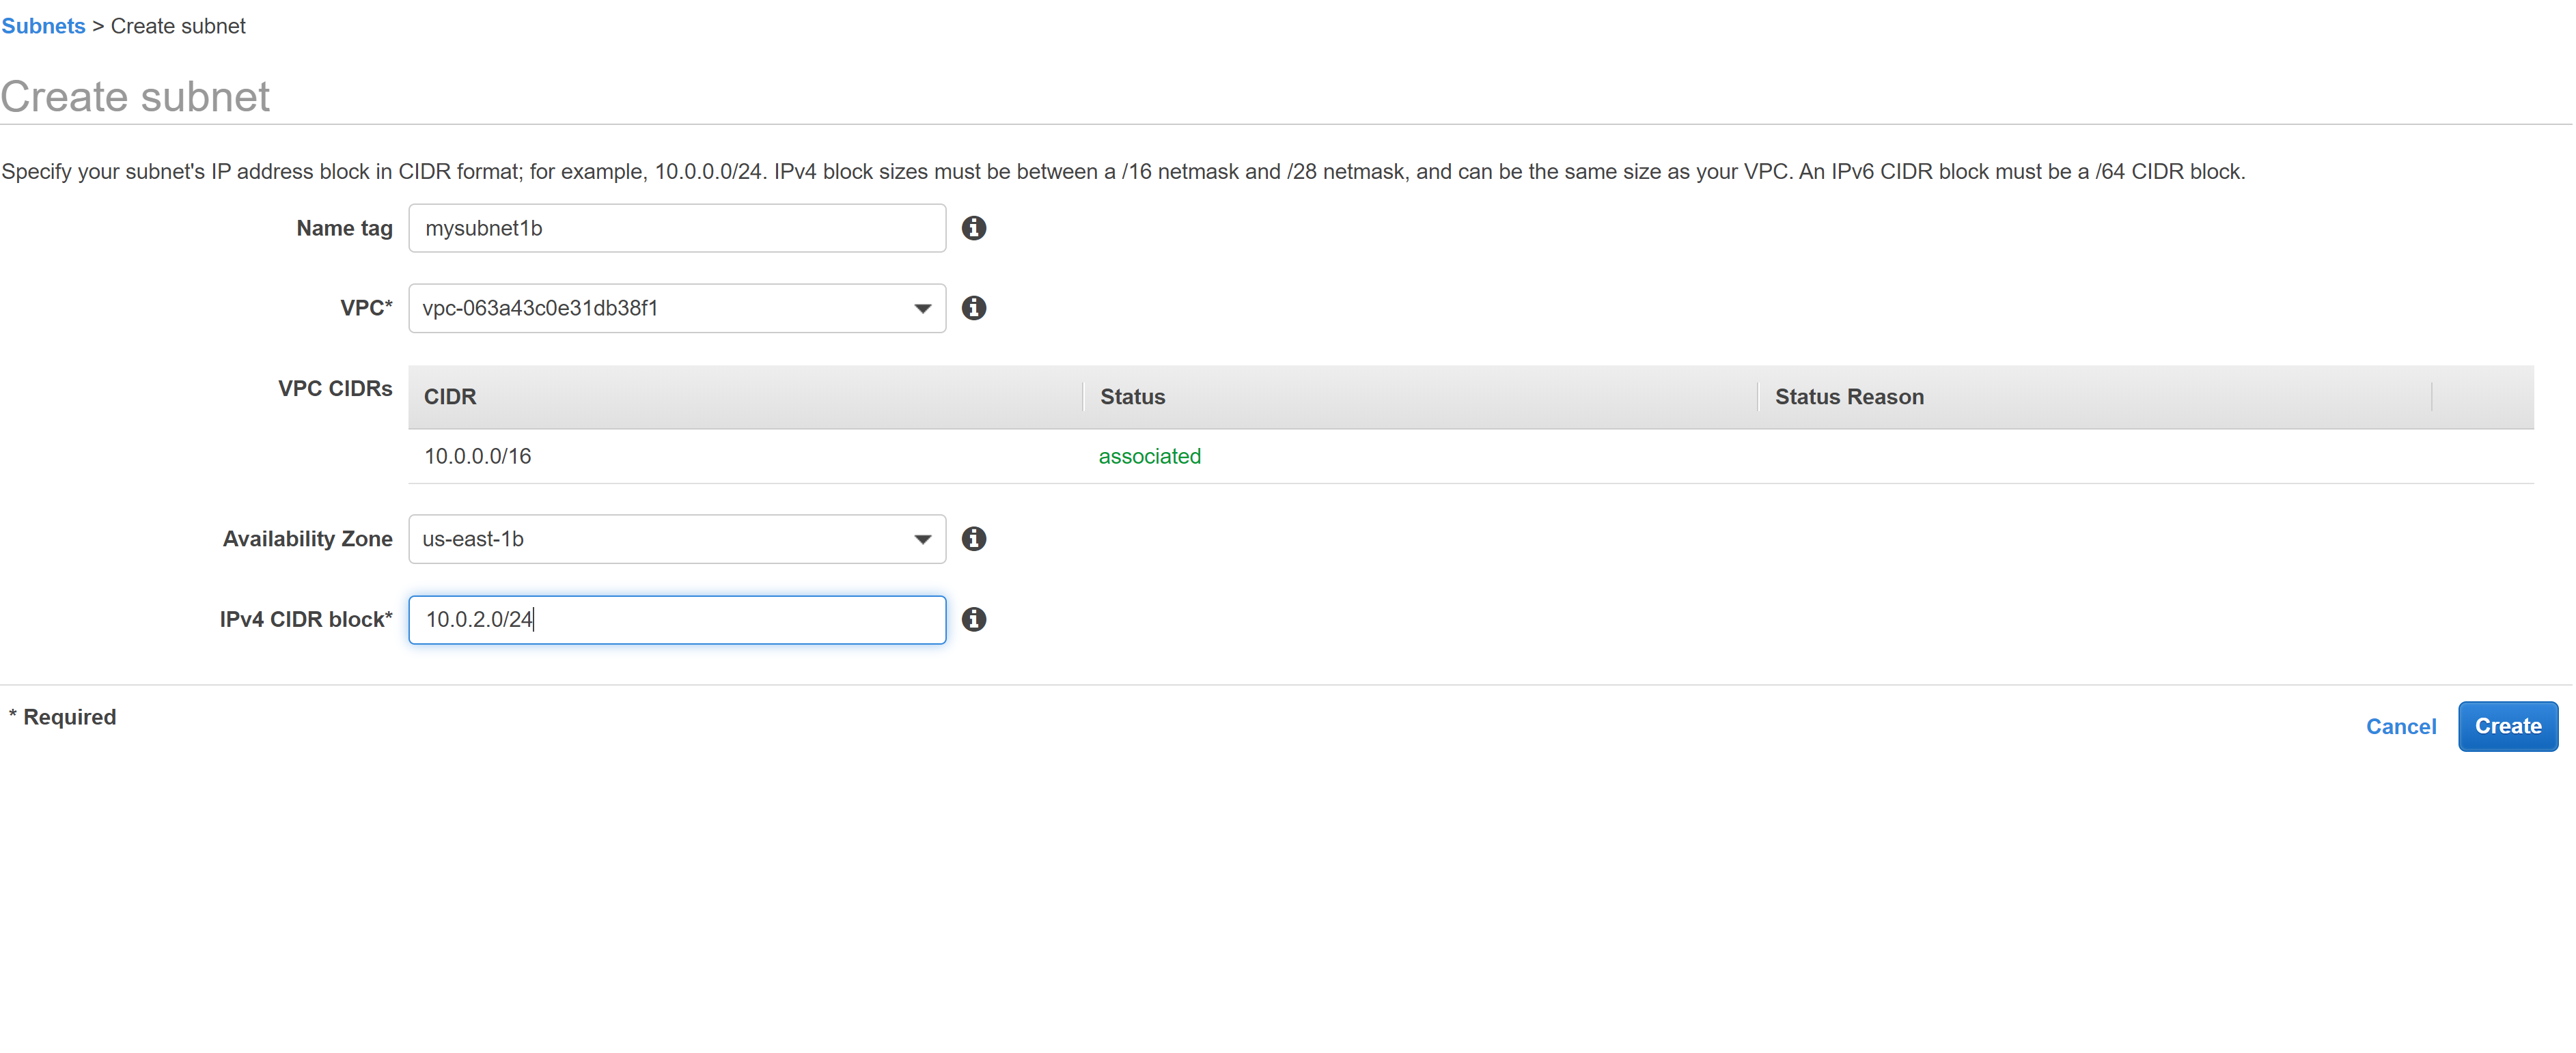 Subnets > Create subnet
Create subnet
Specify your subnet's IP address block in CIDR format; for example, 10.0.0.0/24. IPv4 block sizes must be between a /16 netmask and /28 netmask, and can be the same size as your VPC. An IPv6 CIDR block must be a /64 CIDR block.
Name tag mysubnet1b
VPC* vpc-063a43c0e31db38f1
VPC CIDRs CIDR Status Status Reason
10.0.0.0/16 associated
Availability Zone us-east-1b
IPv4 CIDR block* 10.0.2.0/24
* Required
Cancel Create